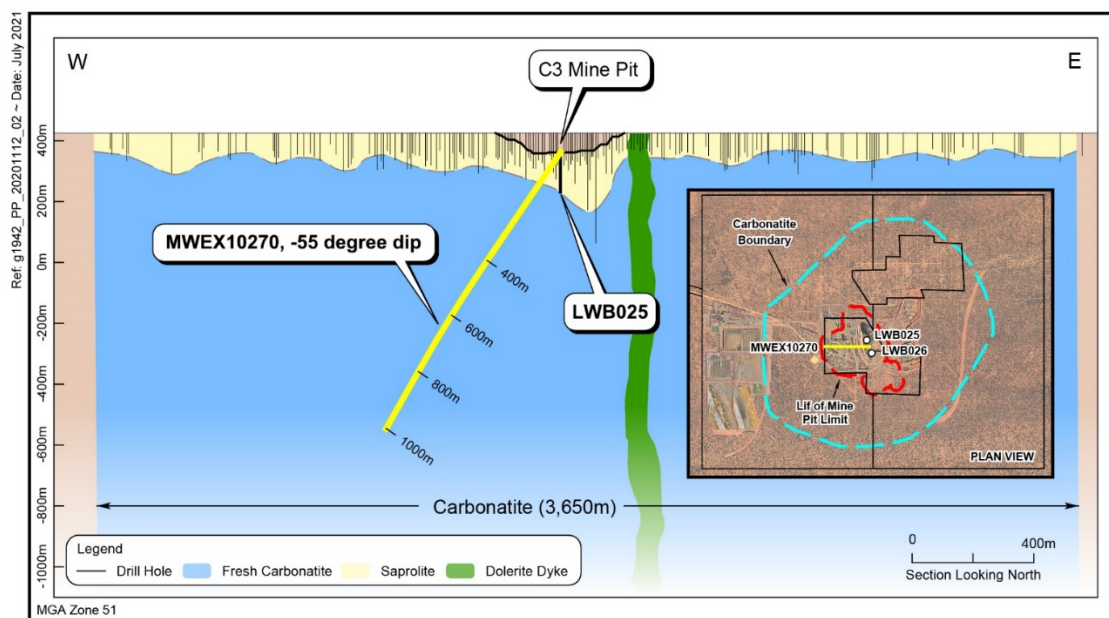 Ref: g1942_PP_20201112_02 ~ Date: July 2021
W
C3 Mine Pit
E
400m
200m
0m
-200m
-400m
-600m
-800m
-1000m
MWEX10270, -55 degree dip
LWB025
400m
600m
800m
1000m
Carbonatite
Boundary
MWEX10270
LWB025
LWB026
Lif of Mine
Pit Limit
PLAN VIEW
Carbonatite (3,650m)
Legend
Drill Hole
Fresh Carbonatite
Saprolite
Dolerite Dyke
0
400m
Section Looking North
MGA Zone 51